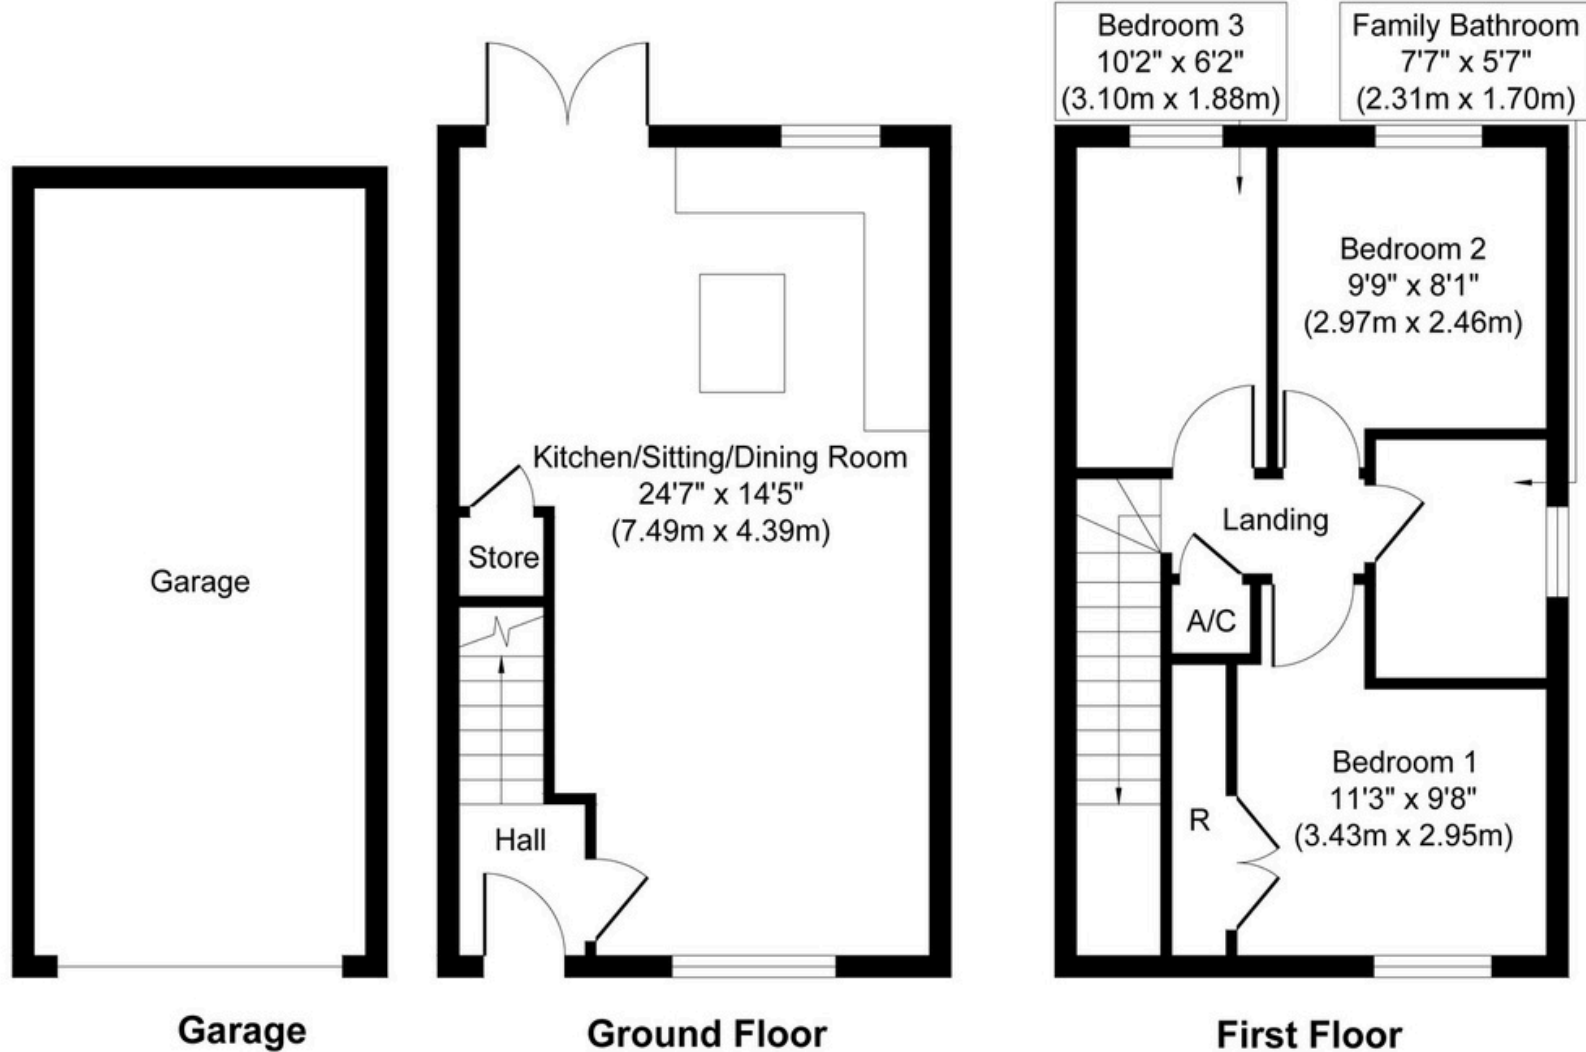 Garage
Garage
Kitchen/Sitting/Dining Room
24'7" x 14'5"
(7.49m x 4.39m)
Store
Hall
Ground Floor
Bedroom 3
10'2" x 6'2"
(3.10m x 1.88m)
Family Bathroom
7'7" x 5'7"
(2.31m x 1.70m)
Bedroom 2
9'9" x 8'1"
(2.97m x 2.46m)
Landing
A/C
Bedroom 1
11'3" x 9'8"
(3.43m x 2.95m)
R
First Floor